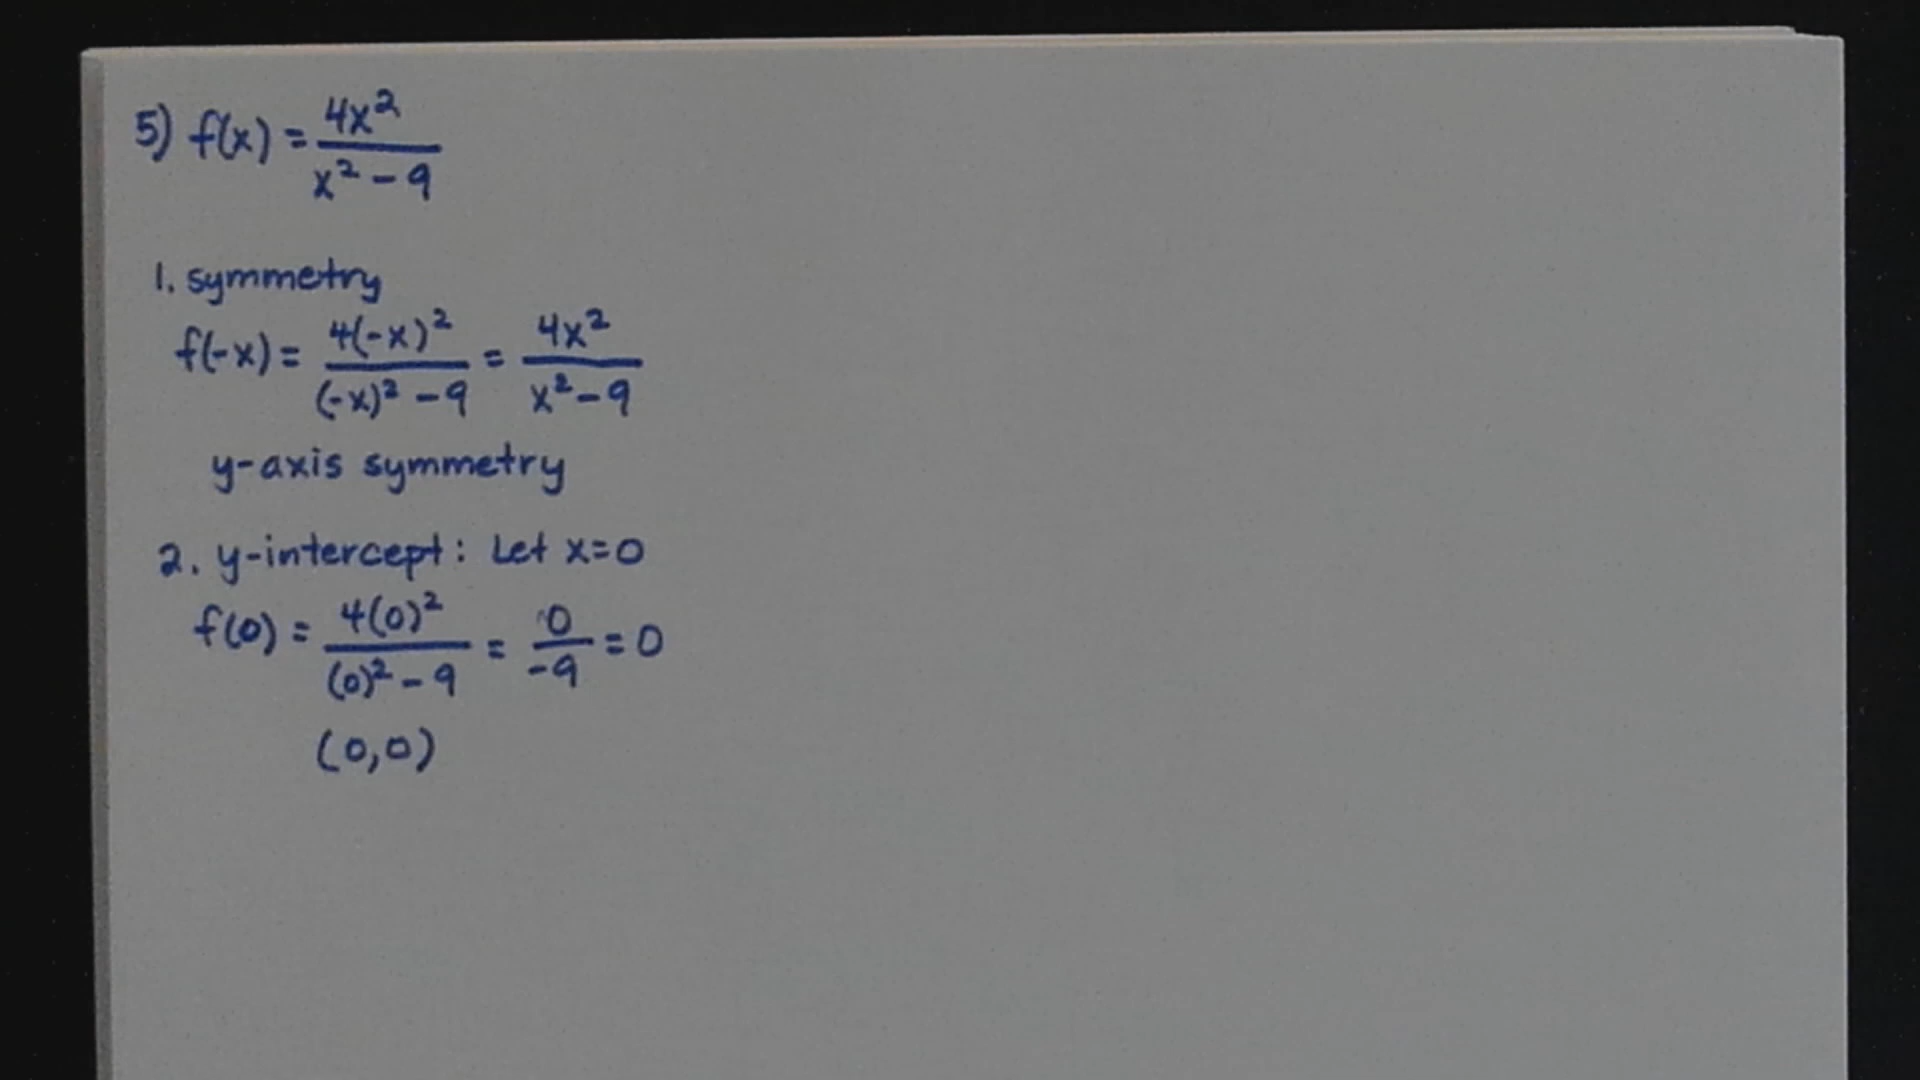 5) f(x) = 4x² / x² - 9
1. symmetry
f(-x) = 4(-x)² / (-x)² - 9 = 4x² / x² - 9
y-axis symmetry
2. y-intercept: Let x=0
f(0) = 4(0)² / (0)² - 9 = 0 / -9 = 0
(0,0)